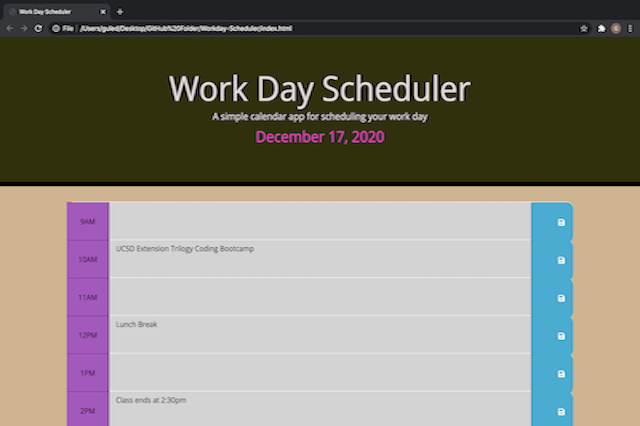 Work Day Scheduler
File | /Users/guled/Desktop/GitHub%20Folder/Workday-Scheduler/index.html
Work Day Scheduler
A simple calendar app for scheduling your work day
December 17, 2020
9AM
10AM UCSD Extension Trilogy Coding Bootcamp
11AM
12PM Lunch Break
1PM
2PM Class ends at 2:30pm